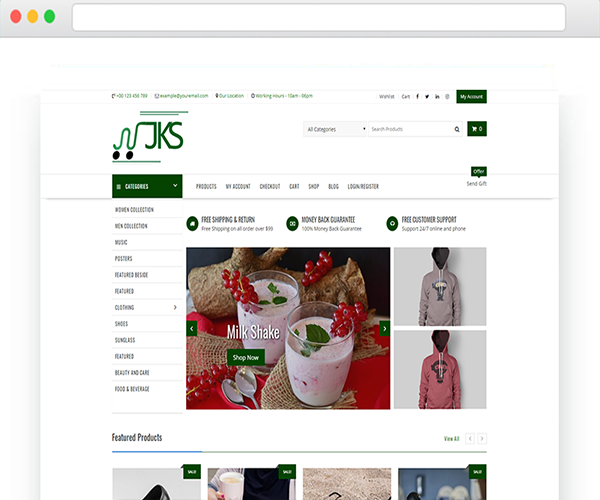 +00 123 456 789 example@youremail.com Our Location Working Hours - 10am - 06pm
Wishlist Cart My Account
JKS
All Categories Search Products 0
CATEGORIES
PRODUCTS MY ACCOUNT CHECKOUT CART SHOP BLOG LOGIN/REGISTER
Offer
Send Gift
WOMEN COLLECTION
MEN COLLECTION
MUSIC
POSTERS
FEATURED BESIDE
FEATURED
CLOTHING
SHOES
SUNGLASS
FEATURED
BEAUTY AND CARE
FOOD & BEVERAGE
FREE SHIPPING & RETURN
Free Shipping on all order over $99
MONEY BACK GUARANTEE
100% Money Back Guarantee
FREE CUSTOMER SUPPORT
Support 24/7 online and phone
Milk Shake
Shop Now
Featured Products
View All
SALE!
SALE!
SALE!
SALE!